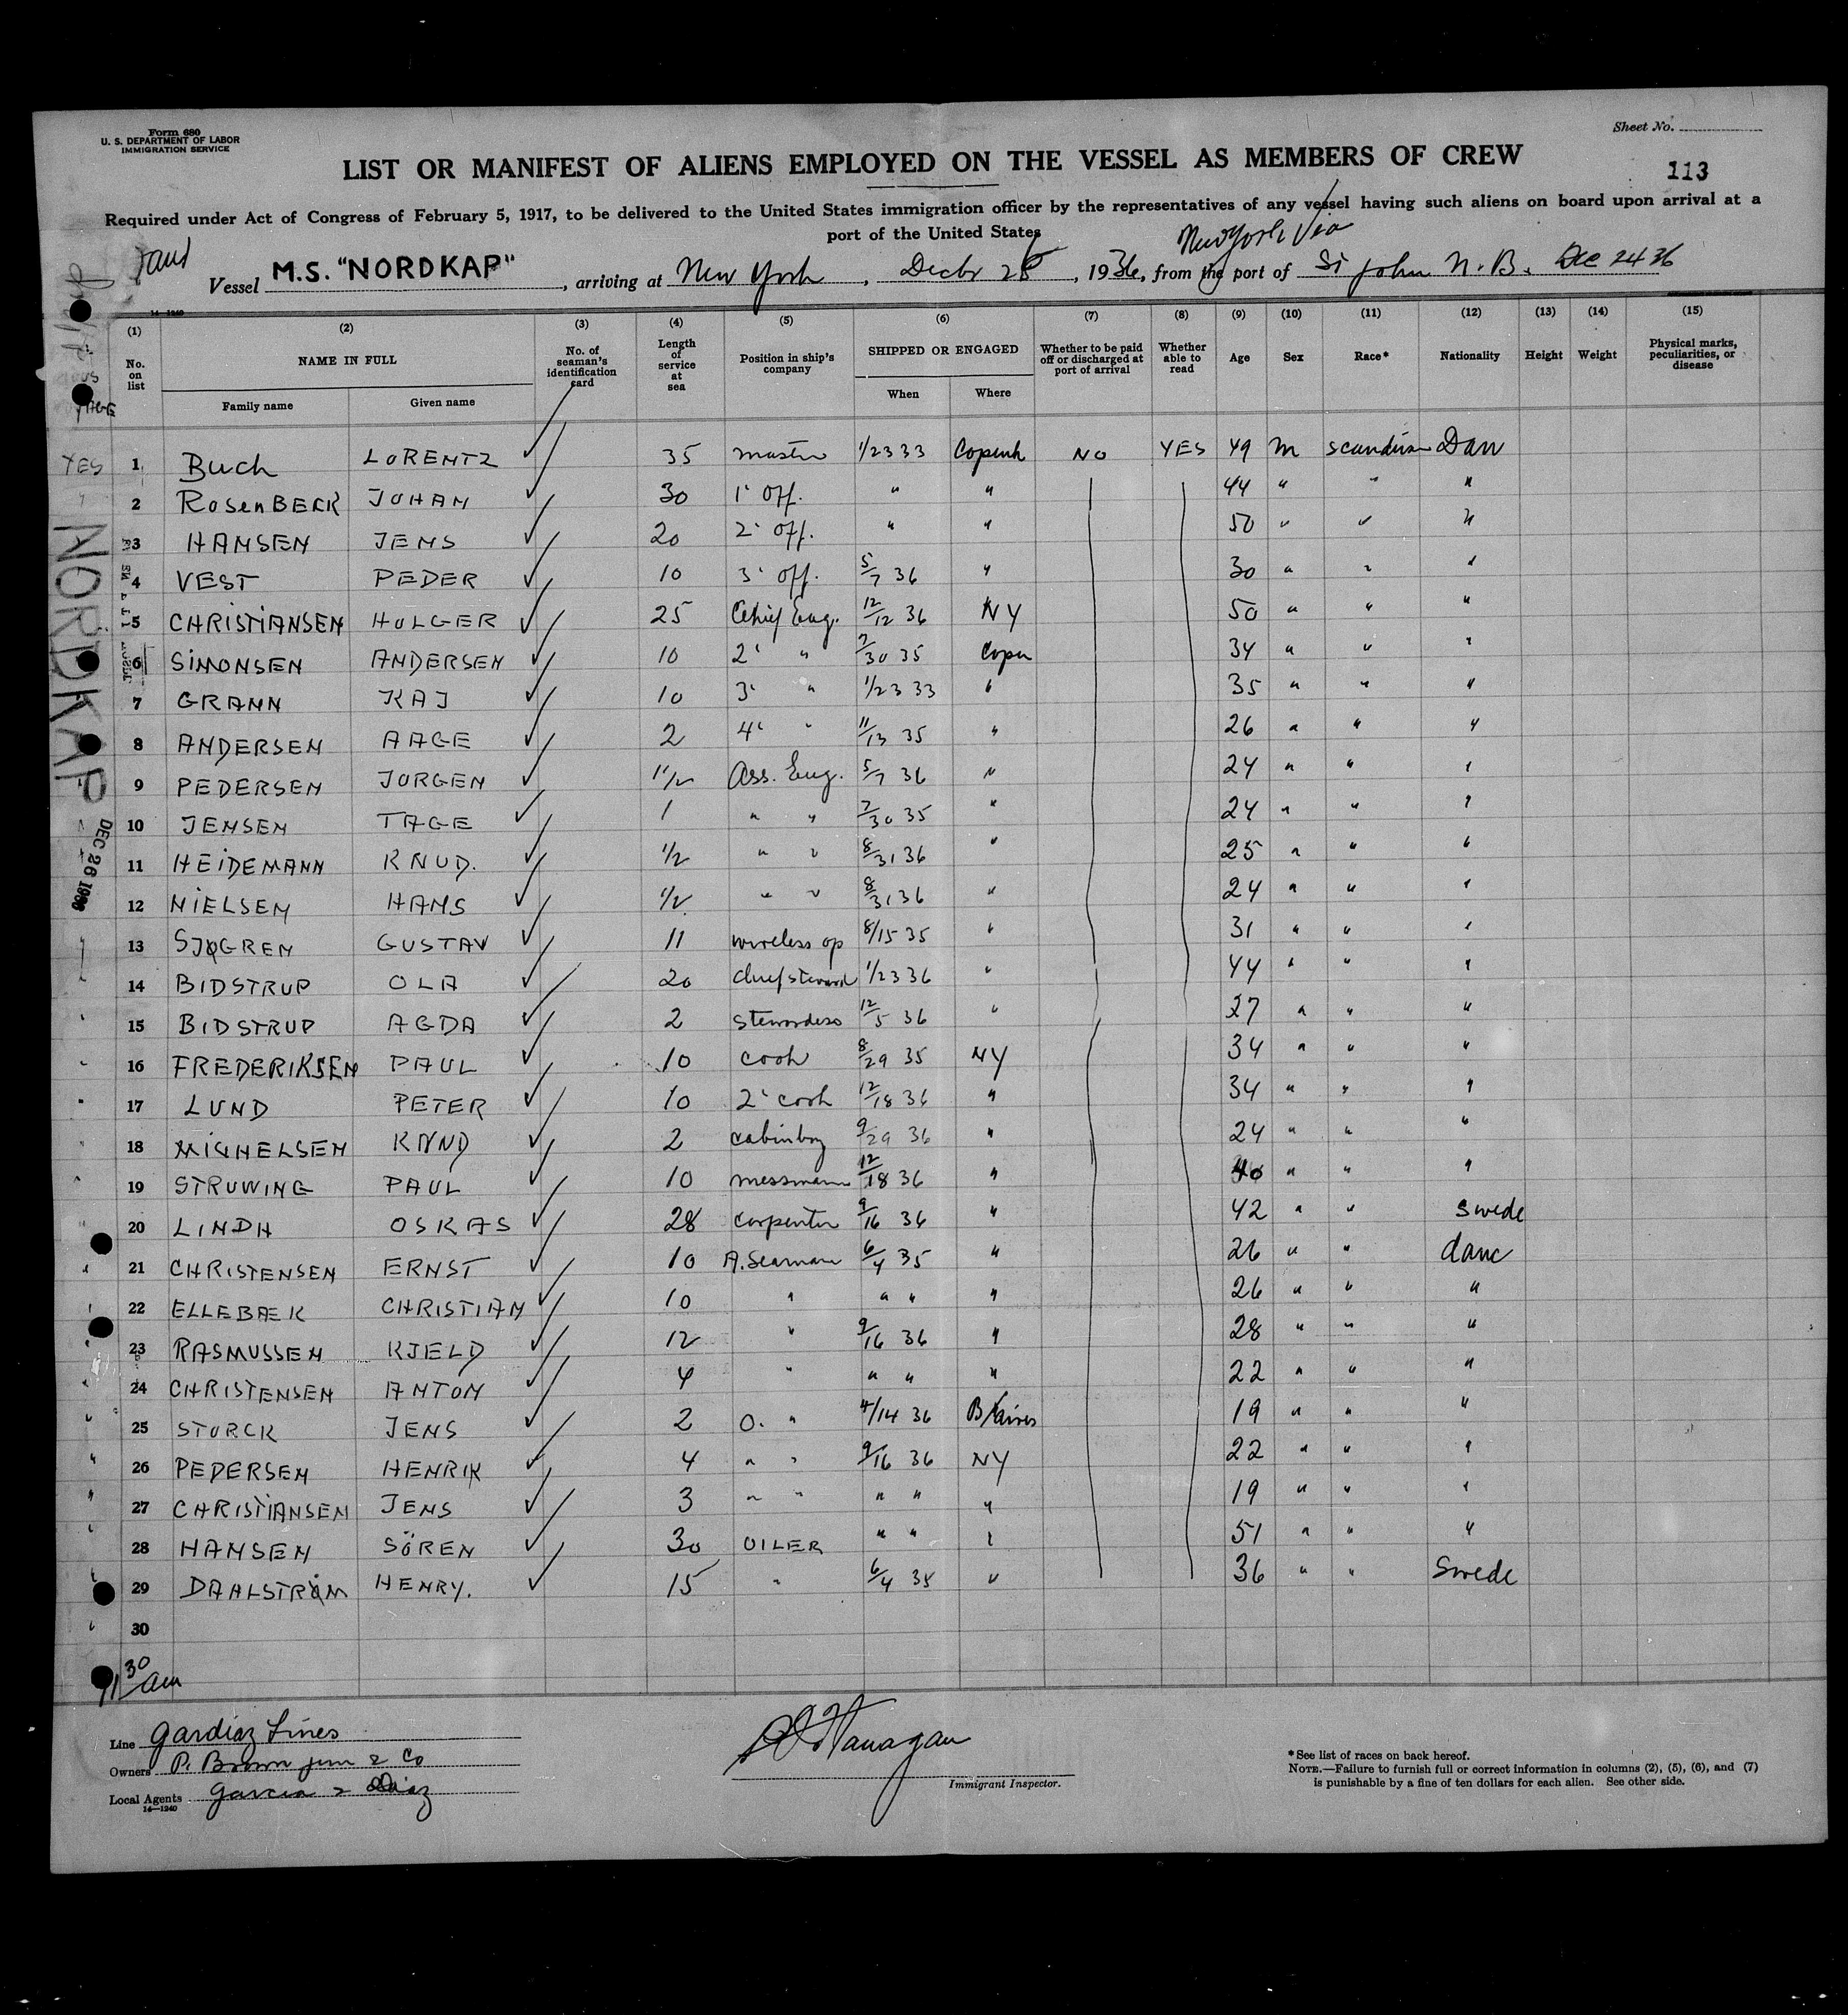 Form 680
U. S. DEPARTMENT OF LABOR
IMMIGRATION SERVICE
Sheet No.
LIST OR MANIFEST OF ALIENS EMPLOYED ON THE VESSEL AS MEMBERS OF CREW
113
Required under Act of Congress of February 5, 1917, to be delivered to the United States immigration officer by the representatives of any vessel having such aliens on board upon arrival at a
port of the United States
New York Via
Vessel M.S. "NORDKAP", arriving at New York, Decbr 26, 1936, from the port of St John N.B. Dec 24 36
14-1240
(1) (2) (3) (4) (5) (6) (7) (8) (9) (10) (11) (12) (13) (14) (15)
No. on list NAME IN FULL No. of seaman's identification card Length of service at sea Position in ship's company SHIPPED OR ENGAGED Whether to be paid off or discharged at port of arrival Whether able to read Age Sex Race* Nationality Height Weight Physical marks, peculiarities, or disease
Family name Given name When Where
YES 1 Buch LORENTZ 35 master 1/23 33 Copenh NO YES 49 M Scandin Dan
2 RosenBECK JOHAN 30 1' Off. " " 44 " " "
3 HANSEN JENS 20 2' Off. " " 50 " " "
4 VEST PEDER 10 3' Off. 5/7 36 " 30 " " "
5 CHRISTIANSEN HOLGER 25 Chief Eng. 12/12 36 NY 50 " " "
6 SIMONSEN ANDERSEN 10 2' " 7/30 35 Copen 34 " " "
7 GRANN KAJ 10 3' " 1/23 33 " 35 " " "
8 ANDERSEN AAGE 2 4' " 11/13 35 " 26 " " "
9 PEDERSEN JORGEN 1 1/2 Ass. Eng. 5/7 36 " 24 " " "
10 JENSEN TAGE 1 " " 7/30 35 " 24 " " "
11 HEIDEMANN KNUD. 1/2 " " 8/31 36 " 25 " " "
12 NIELSEN HANS 1/2 " " 8/31 36 " 24 " " "
13 SJØGREN GUSTAV 11 wireless op 8/15 35 " 31 " " "
14 BIDSTRUP OLA 20 chief steward 1/23 36 " 44 " " "
15 BIDSTRUP AGDA 2 stewardess 12/5 36 " 27 " " "
16 FREDERIKSEN PAUL 10 cook 8/29 35 NY 34 " " "
17 LUND PETER 10 2' cook 12/18 36 " 34 " " "
18 MICHELSEN KNUD 2 cabinboy 9/29 36 " 24 " " "
19 STRUWING PAUL 10 messmann 12/18 36 " 40 " " "
20 LINDH OSKAS 28 carpenter 9/16 36 " 42 " " Swede
21 CHRISTENSEN ERNST 10 A.Seaman 6/4 35 " 26 " " danc
22 ELLEBÆK CHRISTIAN 10 " " " " 26 " " "
23 RASMUSSEN KJELD 12 " 9/16 36 " 28 " " "
24 CHRISTENSEN ANTON 4 " " " " 22 " " "
25 STORCK JENS 2 O. " 4/14 36 B/Aires 19 " " "
26 PEDERSEN HENRIK 4 " " 9/16 36 NY 22 " " "
27 CHRISTIANSEN JENS 3 " " " " " 19 " " "
28 HANSEN SÖREN 30 OILER " " " 51 " " "
29 DAHLSTRØM HENRY. 15 " 6/4 35 " 36 " " Swede
30
NORDKAP
DEC 26 1936
11 30 am
Line Gardiaz Lines
Owners P. Brown jun & Co
Local Agents Garcia & Diaz
14-1240
Immigrant Inspector.
*See list of races on back hereof.
NOTE.—Failure to furnish full or correct information in columns (2), (5), (6), and (7)
is punishable by a fine of ten dollars for each alien. See other side.